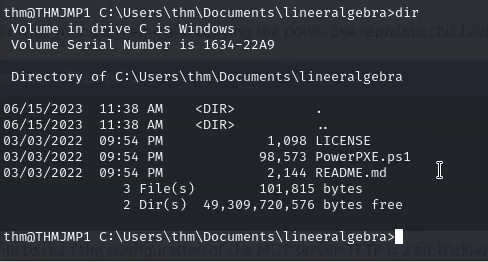 thm@THMJMP1 C:\Users\thm\Documents\lineeralgebra>dir
 Volume in drive C is Windows
 Volume Serial Number is 1634-22A9

 Directory of C:\Users\thm\Documents\lineeralgebra

06/15/2023  11:38 AM    <DIR>          .
06/15/2023  11:38 AM    <DIR>          ..
03/03/2022  09:54 PM             1,098 LICENSE
03/03/2022  09:54 PM            98,573 PowerPXE.ps1
03/03/2022  09:54 PM             2,144 README.md
               3 File(s)        101,815 bytes
               2 Dir(s)  49,309,720,576 bytes free

thm@THMJMP1 C:\Users\thm\Documents\lineeralgebra>